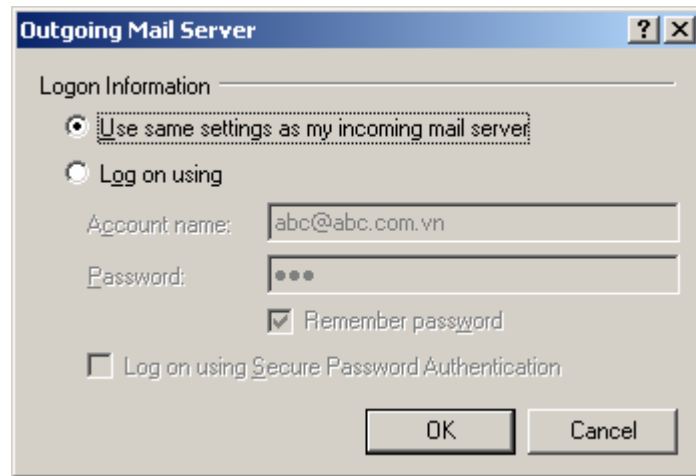 Outgoing Mail Server
Logon Information
Use same settings as my incoming mail server
Log on using
Account name: abc@abc.com.vn
Password: •••
Remember password
Log on using Secure Password Authentication
OK Cancel